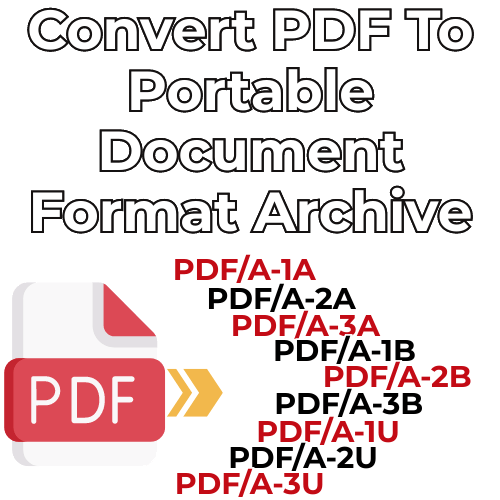 Convert PDF To
Portable
Document
Format Archive
PDF/A-1A
PDF/A-2A
PDF/A-3A
PDF/A-1B
PDF/A-2B
PDF/A-3B
PDF/A-1U
PDF/A-2U
PDF/A-3U
PDF